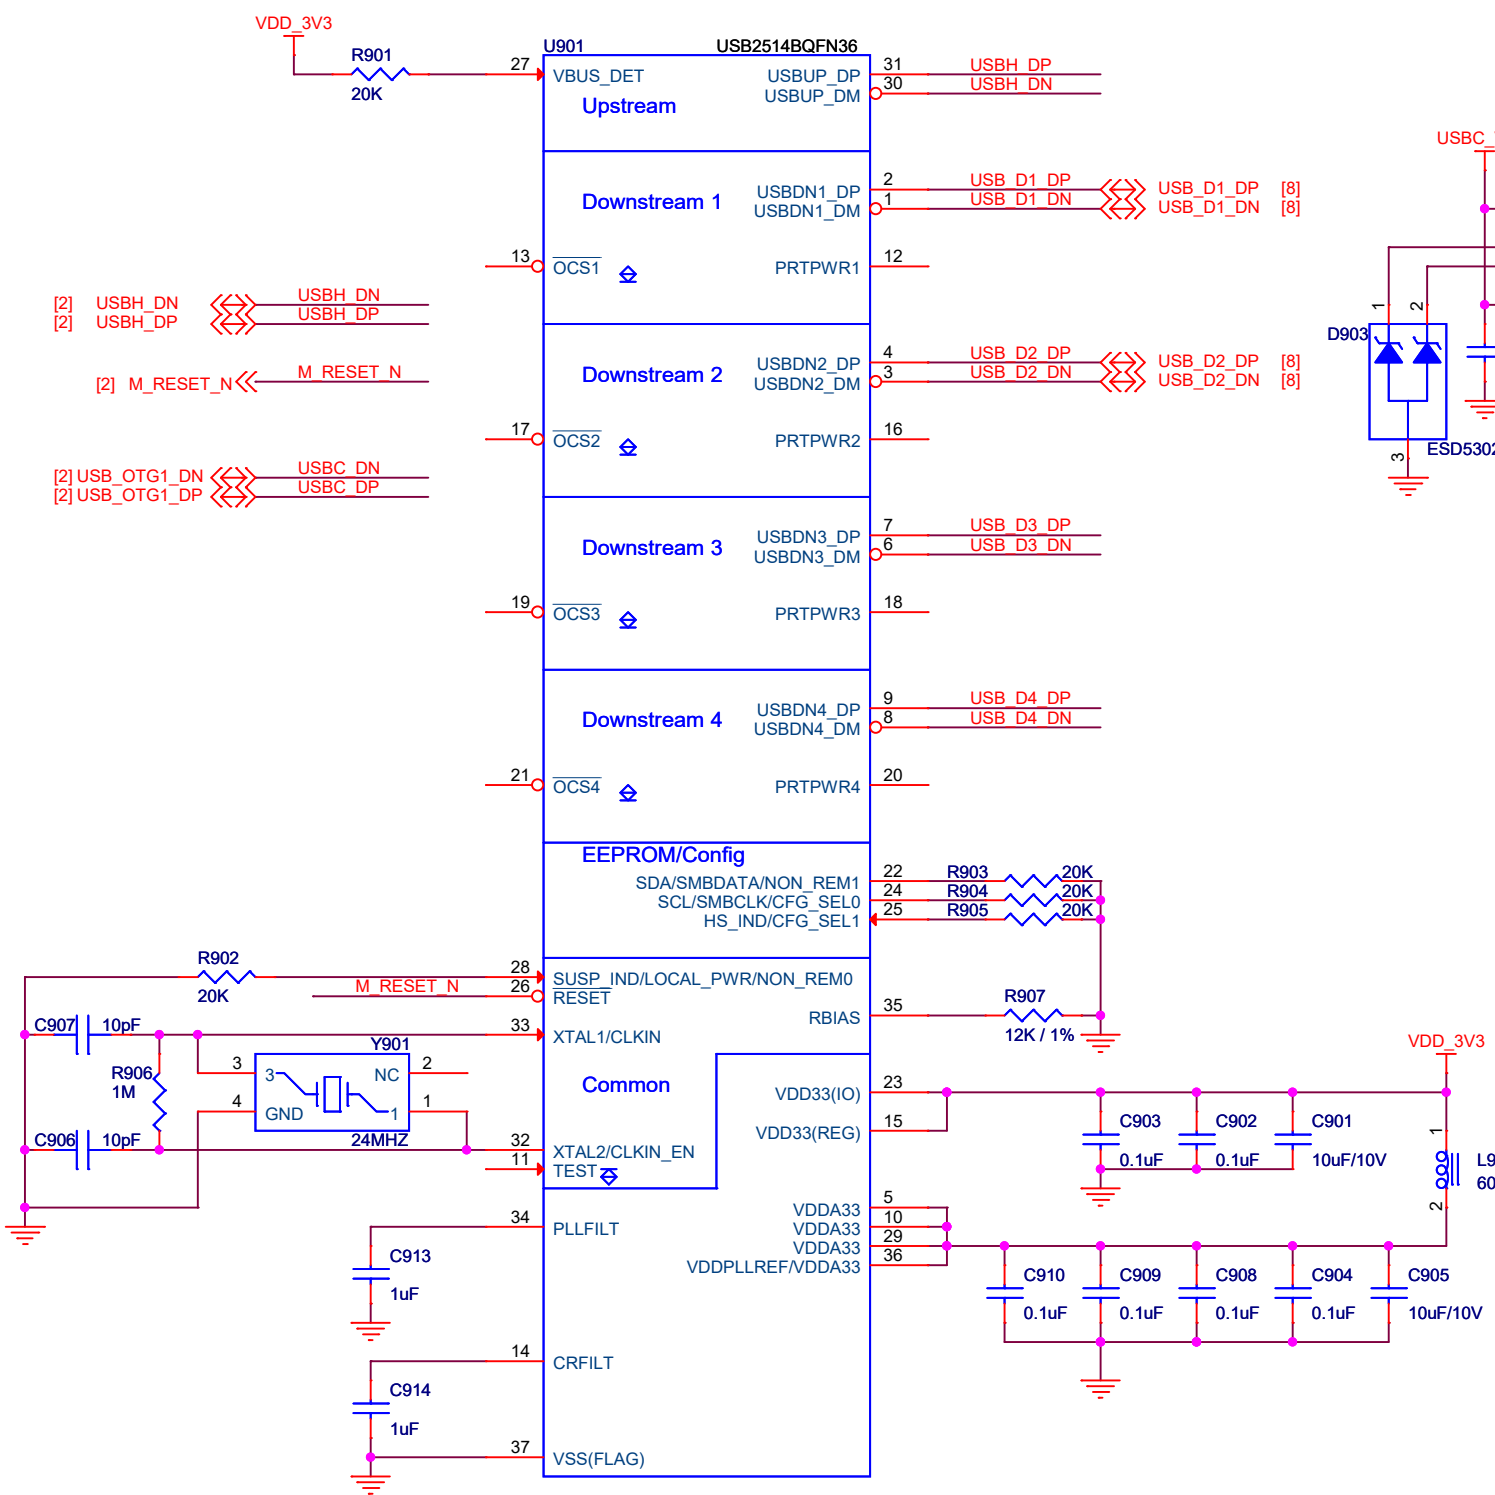 VDD_3V3
R901
20K
U901 USB2514BQFN36
27 VBUS_DET
Upstream
USBUP_DP 31 USBH_DP
USBUP_DM 30 USBH_DN
Downstream 1
USBDN1_DP 2 USB_D1_DP USB_D1_DP [8]
USBDN1_DM 1 USB_D1_DN USB_D1_DN [8]
13 OCS1 PRTPWR1 12
[2] USBH_DN USBH_DN
[2] USBH_DP USBH_DP
Downstream 2
USBDN2_DP 4 USB_D2_DP USB_D2_DP [8]
USBDN2_DM 3 USB_D2_DN USB_D2_DN [8]
[2] M_RESET_N M_RESET_N
17 OCS2 PRTPWR2 16
[2] USB_OTG1_DN USBC_DN
[2] USB_OTG1_DP USBC_DP
Downstream 3
USBDN3_DP 7 USB_D3_DP
USBDN3_DM 6 USB_D3_DN
19 OCS3 PRTPWR3 18
Downstream 4
USBDN4_DP 9 USB_D4_DP
USBDN4_DM 8 USB_D4_DN
21 OCS4 PRTPWR4 20
EEPROM/Config
SDA/SMBDATA/NON_REM1 22 R903 20K
SCL/SMBCLK/CFG_SEL0 24 R904 20K
HS_IND/CFG_SEL1 25 R905 20K
R902
20K
28 SUSP_IND/LOCAL_PWR/NON_REM0
M_RESET_N 26 RESET
RBIAS 35 R907
12K / 1%
C907 10pF
33 XTAL1/CLKIN
Y901
3 3 NC 2
4 GND 1 1
24MHZ
R906
1M
C906 10pF
Common
32 XTAL2/CLKIN_EN
11 TEST
VDD33(IO) 23
VDD33(REG) 15
VDD_3V3
C903
0.1uF
C902
0.1uF
C901
10uF/10V
1
L9
60
2
34 PLLFILT
C913
1uF
VDDA33 5
VDDA33 10
VDDA33 29
VDDPLLREF/VDDA33 36
C910
0.1uF
C909
0.1uF
C908
0.1uF
C904
0.1uF
C905
10uF/10V
14 CRFILT
C914
1uF
37 VSS(FLAG)
USBC_
1 2
D903
3
ESD5302